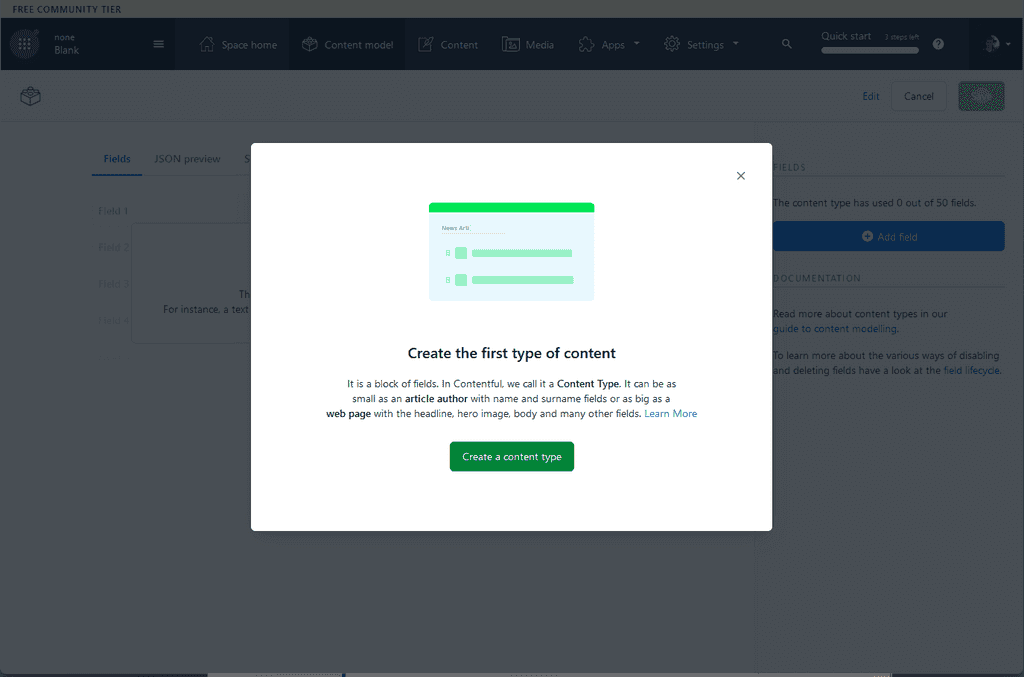 FREE COMMUNITY TIER
none
Blank
Space home
Content model
Content
Media
Apps
Settings
Quick start
steps left
Edit
Cancel
Fields
JSON preview
S
Field 1
Field 2
Field 3
Field 4
Th
For instance, a text
News Arti
Create the first type of content
It is a block of fields. In Contentful, we call it a Content Type. It can be as
small as an article author with name and surname fields or as big as a
web page with the headline, hero image, body and many other fields. Learn More
Create a content type
FIELDS
The content type has used 0 out of 50 fields.
Add field
DOCUMENTATION
Read more about content types in our
guide to content modelling.
To learn more about the various ways of disabling
and deleting fields have a look at the field lifecycle.